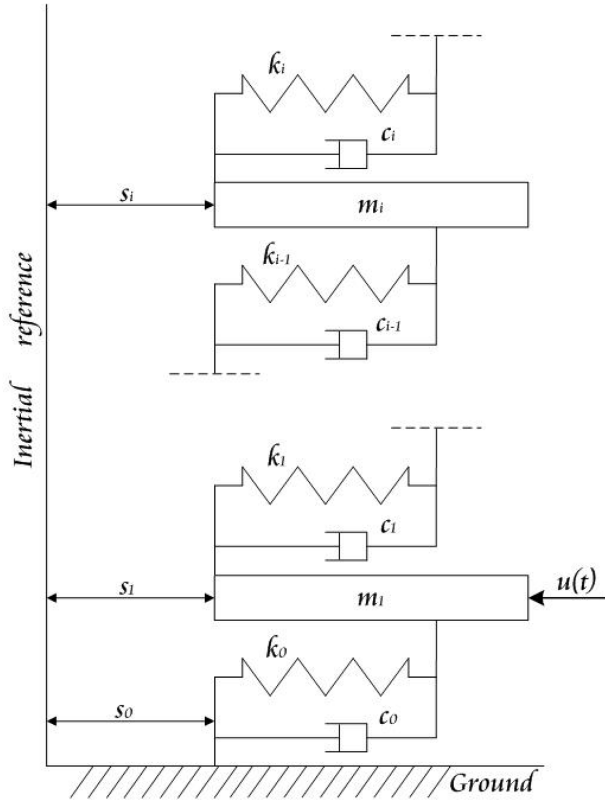 kᵢ
cᵢ
sᵢ
mᵢ
kᵢ₋₁
cᵢ₋₁
Inertial reference
k₁
c₁
s₁
m₁
u(t)
k₀
s₀
c₀
Ground